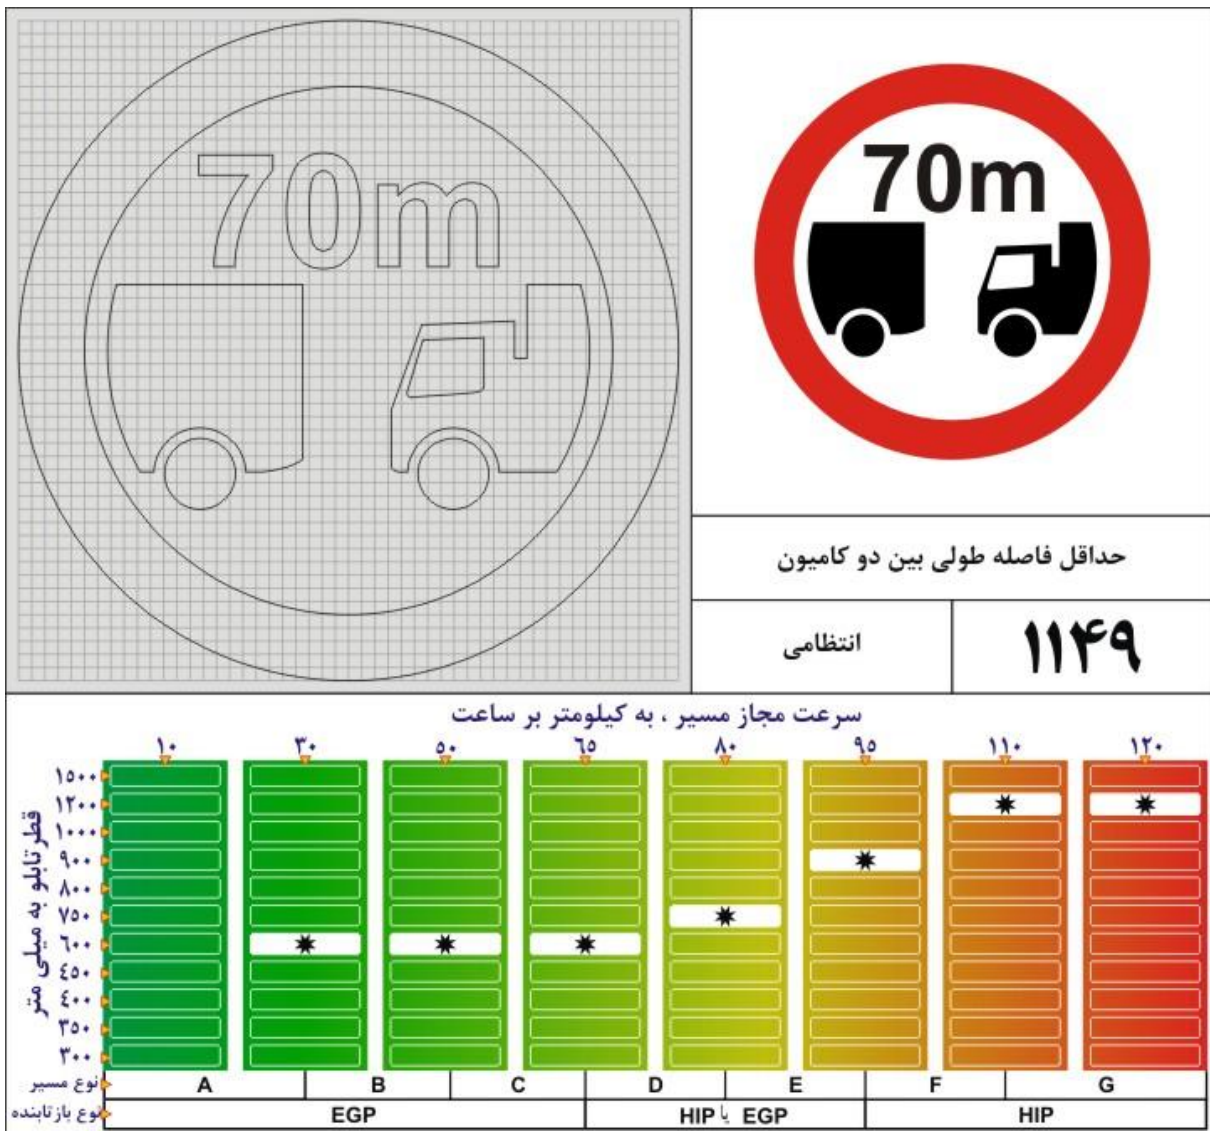 70m
70m
حداقل فاصله طولی بین دو کامیون
۱۱۴۹
انتظامی
سرعت مجاز مسیر ، به کیلومتر بر ساعت
۱۰ ۳۰ ۵۰ ۶۵ ۸۰ ۹۵ ۱۱۰ ۱۲۰
قطر تابلو به میلی متر
۱۵۰۰
۱۲۰۰
۱۰۰۰
۹۰۰
۸۰۰
۷۵۰
۶۰۰
٤۵۰
٤۰۰
۳۵۰
۳۰۰
نوع مسیر A B C D E F G
نوع بازتابنده EGP HIP یا EGP HIP